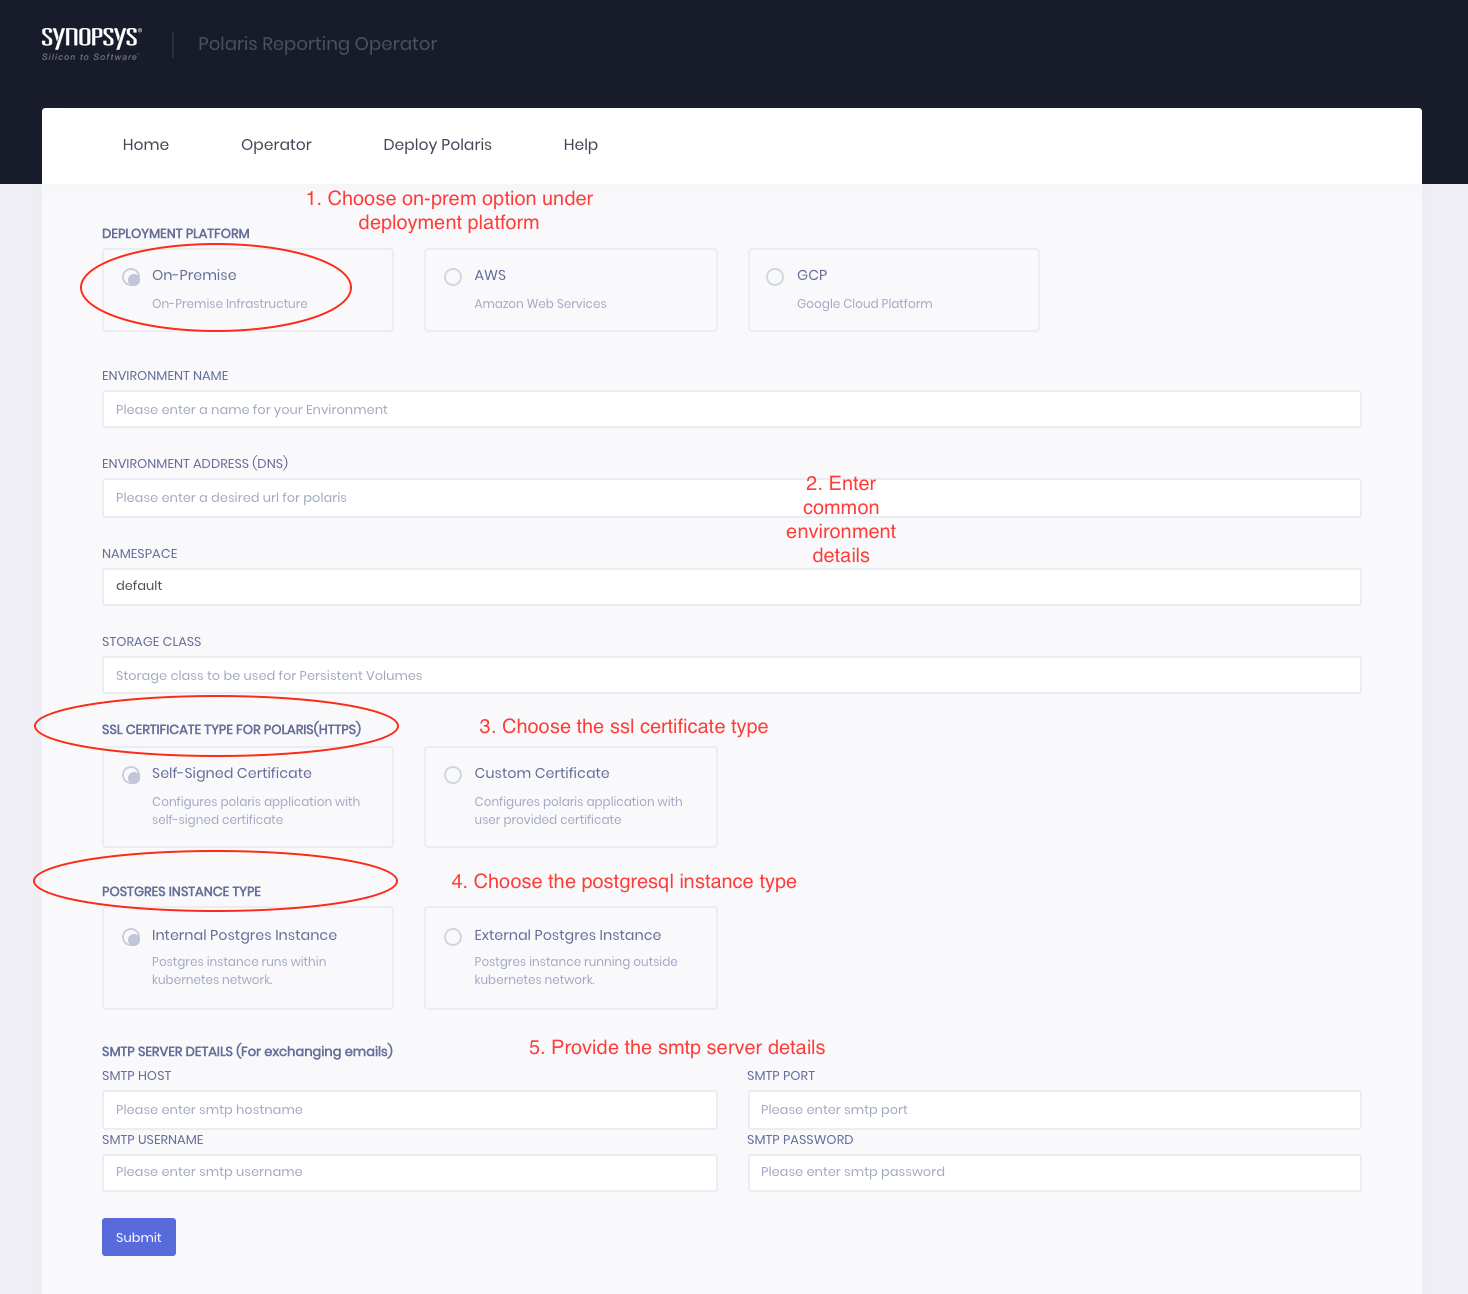 SYNOPSYS®
Silicon to Software™
Polaris Reporting Operator
Home
Operator
Deploy Polaris
Help
1. Choose on-prem option under
deployment platform
DEPLOYMENT PLATFORM
On-Premise
On-Premise Infrastructure
AWS
Amazon Web Services
GCP
Google Cloud Platform
ENVIRONMENT NAME
Please enter a name for your Environment
ENVIRONMENT ADDRESS (DNS)
Please enter a desired url for polaris
2. Enter
common
environment
details
NAMESPACE
default
STORAGE CLASS
Storage class to be used for Persistent Volumes
SSL CERTIFICATE TYPE FOR POLARIS(HTTPS)
3. Choose the ssl certificate type
Self-Signed Certificate
Configures polaris application with
self-signed certificate
Custom Certificate
Configures polaris application with
user provided certificate
POSTGRES INSTANCE TYPE
4. Choose the postgresql instance type
Internal Postgres Instance
Postgres instance runs within
kubernetes network.
External Postgres Instance
Postgres instance running outside
kubernetes network.
SMTP SERVER DETAILS (For exchanging emails)
5. Provide the smtp server details
SMTP HOST
Please enter smtp hostname
SMTP PORT
Please enter smtp port
SMTP USERNAME
Please enter smtp username
SMTP PASSWORD
Please enter smtp password
Submit